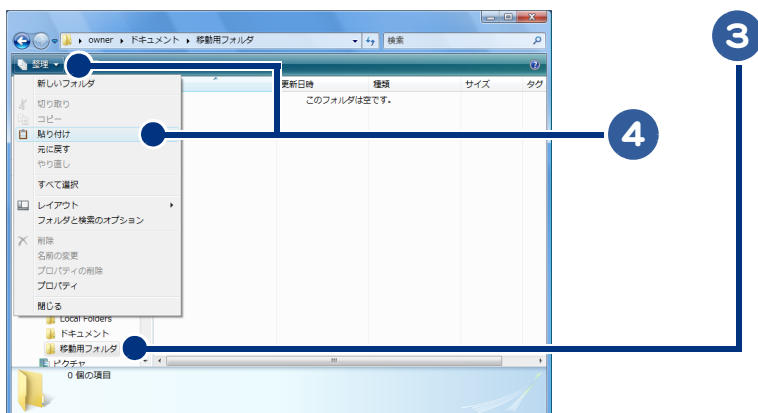 owner ▸ ドキュメント ▸ 移動用フォルダ
検索
整理
更新日時 種類 サイズ タグ
このフォルダは空です。
新しいフォルダ
切り取り
コピー
貼り付け
元に戻す
やり直し
すべて選択
レイアウト
フォルダと検索のオプション
削除
名前の変更
プロパティの削除
プロパティ
閉じる
Local Folders
ドキュメント
移動用フォルダ
ピクチャ
0 個の項目
3
4